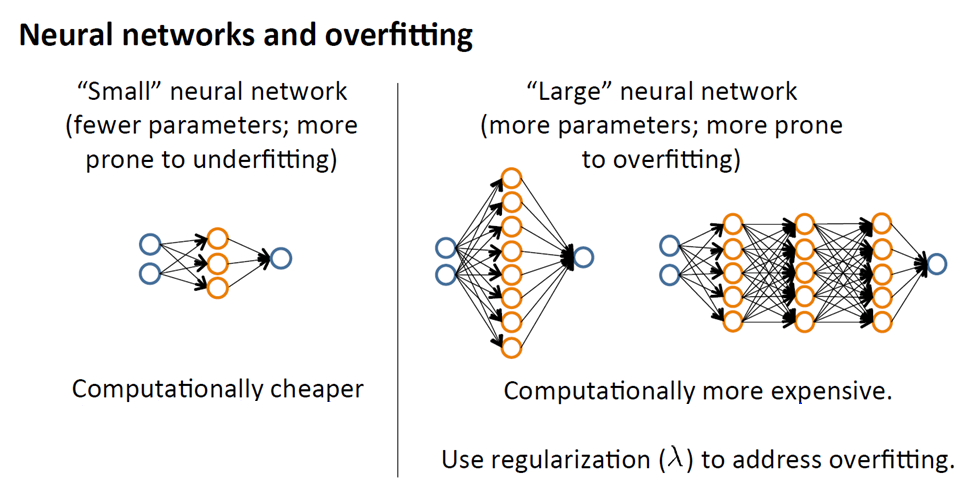 Neural networks and overfitting
“Small” neural network
(fewer parameters; more
prone to underfitting)
Computationally cheaper
“Large” neural network
(more parameters; more prone
to overfitting)
Computationally more expensive.
Use regularization (λ) to address overfitting.